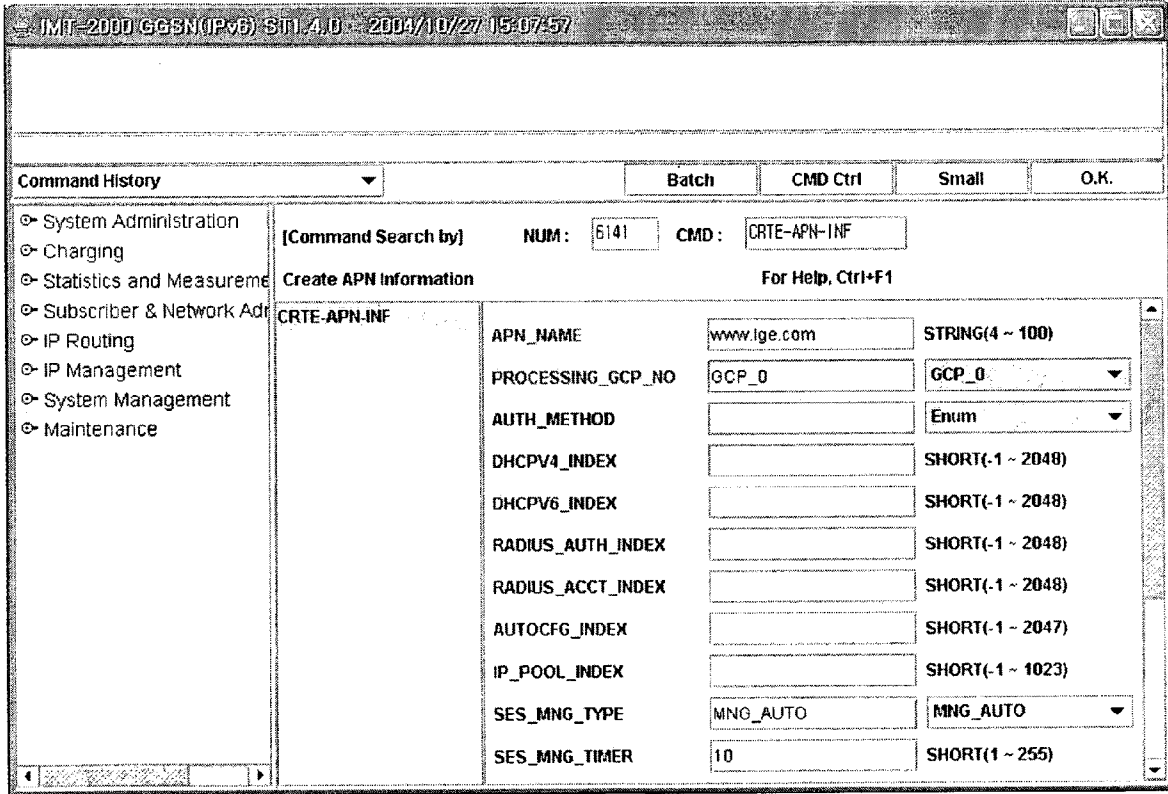 IMT-2000 GGSN(IPv6) ST1.4.0 - 2004/10/27 15:07:57
Command History
Batch
CMD Ctrl
Small
O.K.
System Administration
Charging
Statistics and Measureme
Subscriber & Network Adr
IP Routing
IP Management
System Management
Maintenance
[Command Search by] NUM : 6141 CMD : CRTE-APN-INF
Create APN Information For Help, Ctrl+F1
CRTE-APN-INF
APN_NAME www.lge.com STRING(4 ~ 100)
PROCESSING_GCP_NO GCP_0 GCP_0
AUTH_METHOD Enum
DHCPV4_INDEX SHORT(-1 ~ 2048)
DHCPV6_INDEX SHORT(-1 ~ 2048)
RADIUS_AUTH_INDEX SHORT(-1 ~ 2048)
RADIUS_ACCT_INDEX SHORT(-1 ~ 2048)
AUTOCFG_INDEX SHORT(-1 ~ 2047)
IP_POOL_INDEX SHORT(-1 ~ 1023)
SES_MNG_TYPE MNG_AUTO MNG_AUTO
SES_MNG_TIMER 10 SHORT(1 ~ 255)